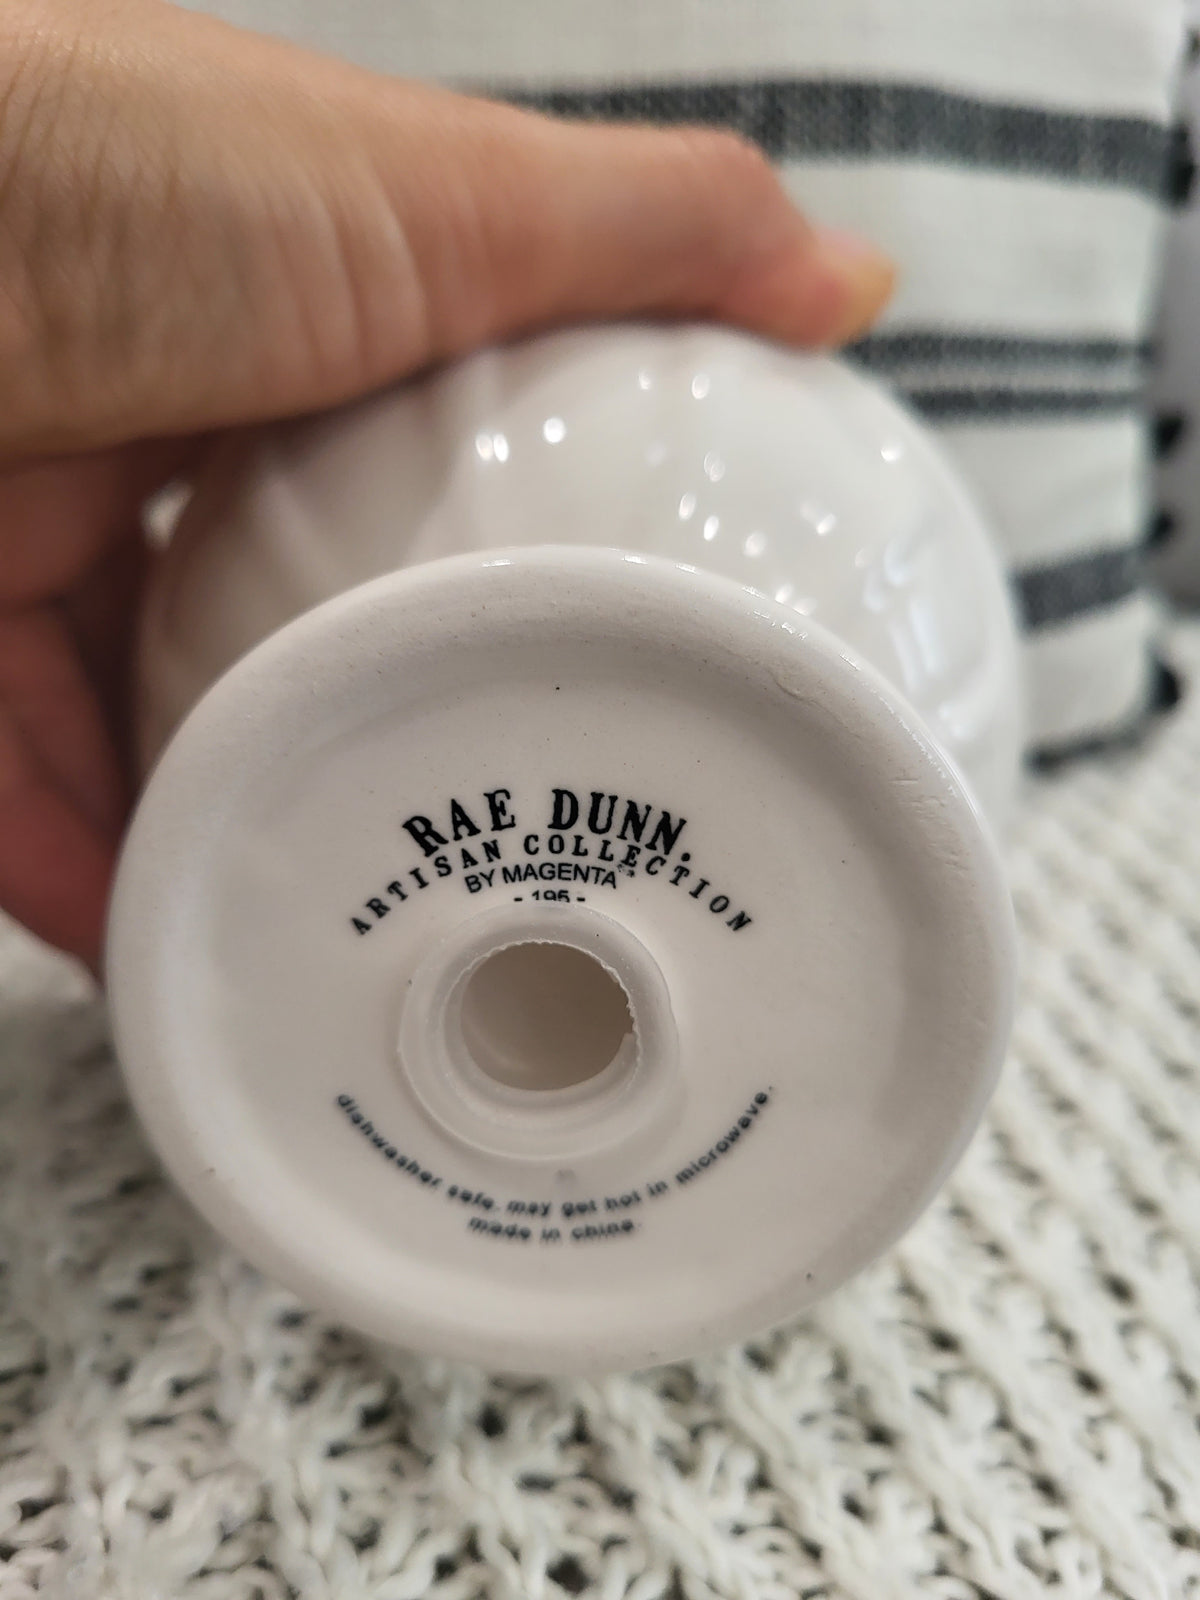 RAE DUNN.
ARTISAN COLLECTION
BY MAGENTA
- 195 -
dishwasher safe. may get hot in microwave.
made in china.